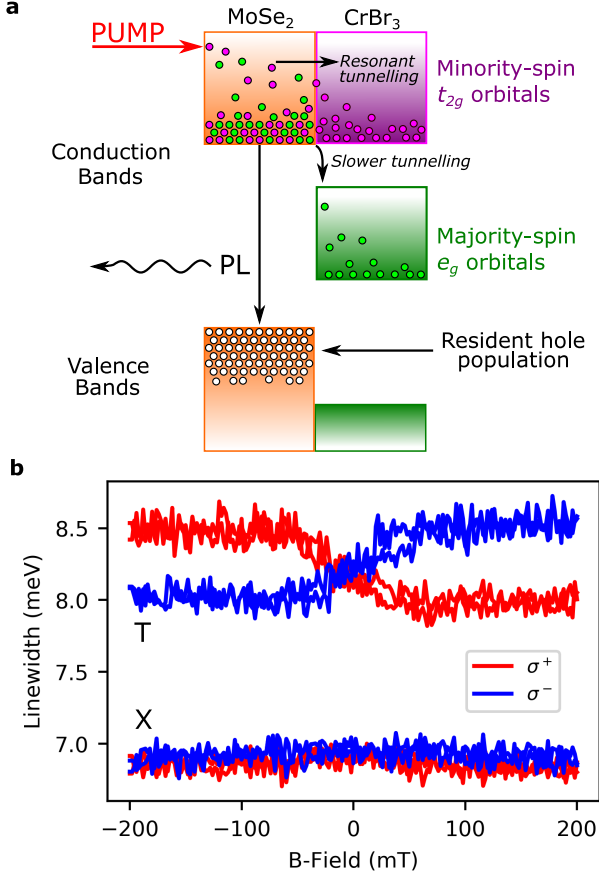 a
MoSe₂ CrBr₃
PUMP
Resonant
tunnelling
Minority-spin
t₂g orbitals
Conduction
Bands
Slower tunnelling
Majority-spin
e_g orbitals
PL
Valence
Bands
Resident hole
population
b
Linewidth (meV)
8.5
8.0
7.5
7.0
T
X
σ⁺
σ⁻
−200 −100 0 100 200
B-Field (mT)